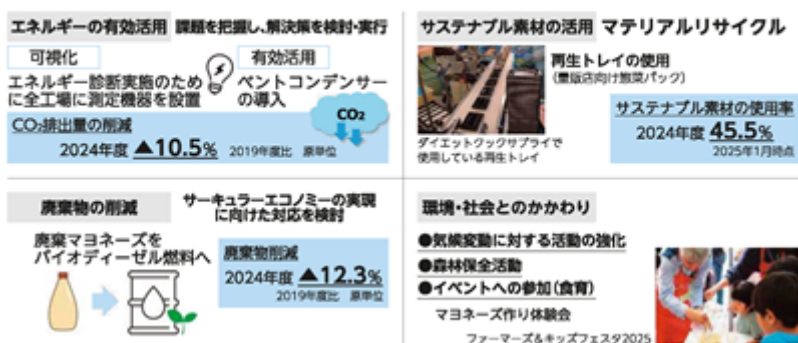 エネルギーの有効活用 課題を把握し、解決策を検討・実行
可視化
エネルギー診断実施のため
に全工場に測定機器を設置
有効活用
ベントコンデンサー
の導入
CO₂
CO₂排出量の削減
2024年度 ▲10.5% 2019年度比 原単位
サステナブル素材の活用 マテリアルリサイクル
再生トレイの使用
(量販店向け惣菜パック)
ダイエットクックサプライで
使用している再生トレイ
サステナブル素材の使用率
2024年度 45.5%
2025年1月時点
廃棄物の削減
サーキュラーエコノミーの実現
に向けた対応を検討
廃棄マヨネーズを
バイオディーゼル燃料へ
廃棄物削減
2024年度 ▲12.3%
2019年度比 原単位
環境・社会とのかかわり
●気候変動に対する活動の強化
●森林保全活動
●イベントへの参加(食育)
マヨネーズ作り体験会
ファーマーズ&キッズフェスタ2025